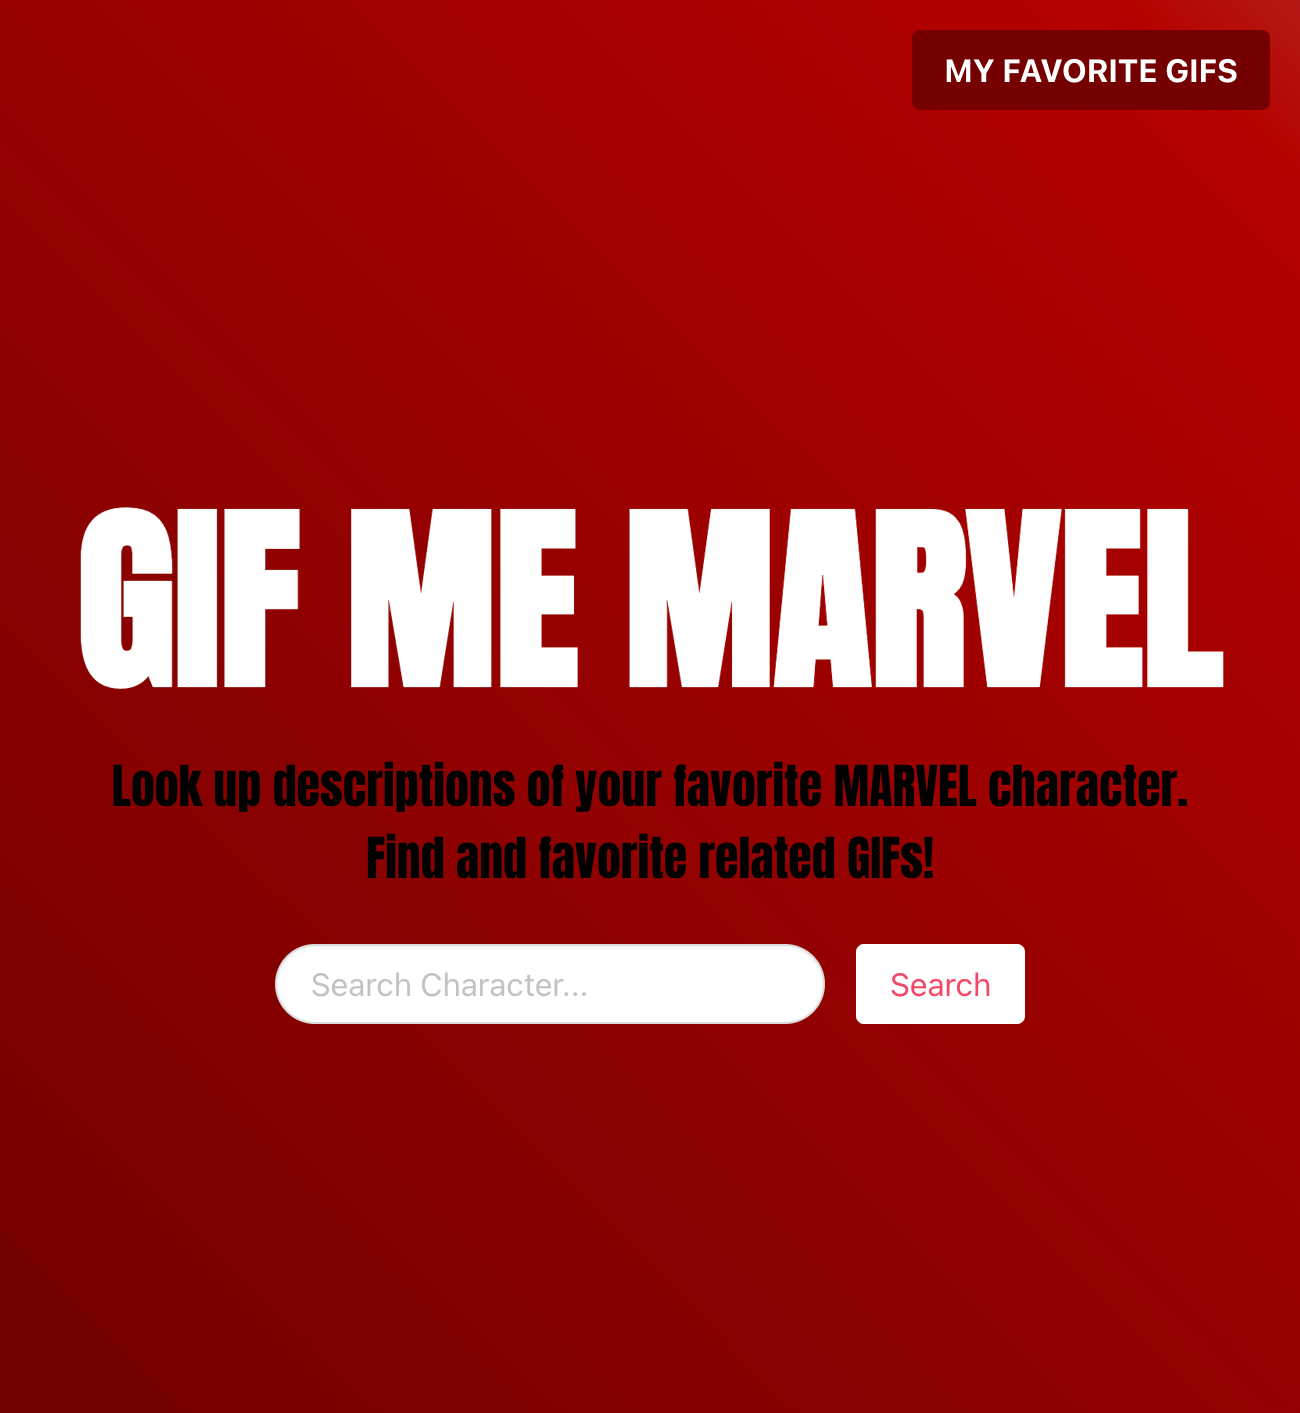 MY FAVORITE GIFS
GIF ME MARVEL
Look up descriptions of your favorite MARVEL character.
Find and favorite related GIFs!
Search Character...
Search